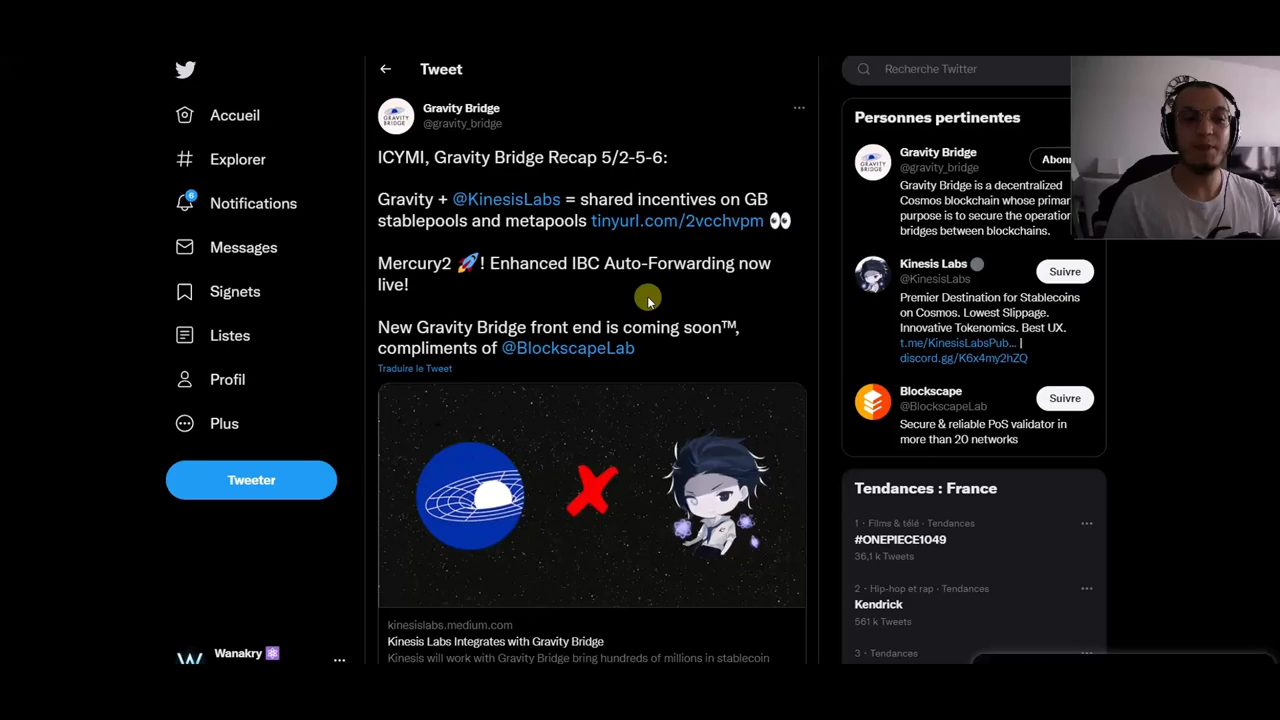 Tweet
Recherche Twitter
Accueil
Explorer
6
Notifications
Messages
Signets
Listes
Profil
Plus
Tweeter
Wanakry
Gravity Bridge
@gravity_bridge
ICYMI, Gravity Bridge Recap 5/2-5-6:
Gravity + @KinesisLabs = shared incentives on GB
stablepools and metapools tinyurl.com/2vcchvpm 👀
Mercury2 🚀! Enhanced IBC Auto-Forwarding now
live!
New Gravity Bridge front end is coming soon™,
compliments of @BlockscapeLab
Traduire le Tweet
kinesislabs.medium.com
Kinesis Labs Integrates with Gravity Bridge
Kinesis will work with Gravity Bridge bring hundreds of millions in stablecoin
Personnes pertinentes
Gravity Bridge
@gravity_bridge
Abonn
Gravity Bridge is a decentralized
Cosmos blockchain whose primar
purpose is to secure the operation
bridges between blockchains.
Kinesis Labs
@KinesisLabs
Suivre
Premier Destination for Stablecoins
on Cosmos. Lowest Slippage.
Innovative Tokenomics. Best UX.
t.me/KinesisLabsPub... |
discord.gg/K6x4my2hZQ
Blockscape
@BlockscapeLab
Suivre
Secure & reliable PoS validator in
more than 20 networks
Tendances : France
1 · Films & télé · Tendances
#ONEPIECE1049
36,1 k Tweets
2 · Hip-hop et rap · Tendances
Kendrick
561 k Tweets
3 · Tendances